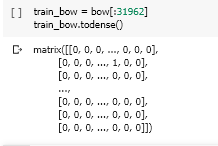 [ ] train_bow = bow[:31962]
train_bow.todense()
matrix([[0, 0, 0, ..., 0, 0, 0],
[0, 0, 0, ..., 1, 0, 0],
[0, 0, 0, ..., 0, 0, 0],
...,
[0, 0, 0, ..., 0, 0, 0],
[0, 0, 0, ..., 0, 0, 0],
[0, 0, 0, ..., 0, 0, 0]])